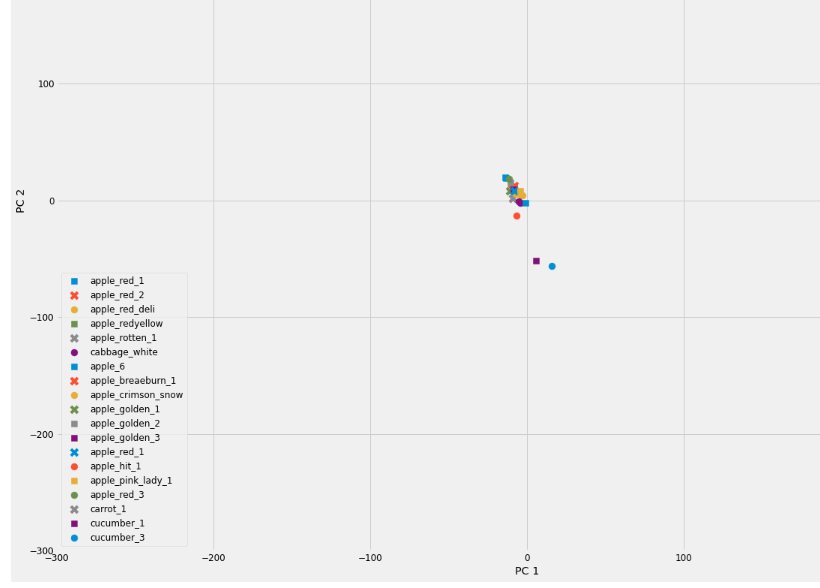 100
0
−100
−200
−300
PC 2
apple_red_1
apple_red_2
apple_red_deli
apple_redyellow
apple_rotten_1
cabbage_white
apple_6
apple_breaeburn_1
apple_crimson_snow
apple_golden_1
apple_golden_2
apple_golden_3
apple_red_1
apple_hit_1
apple_pink_lady_1
apple_red_3
carrot_1
cucumber_1
cucumber_3
−300 −200 −100 0 100
PC 1